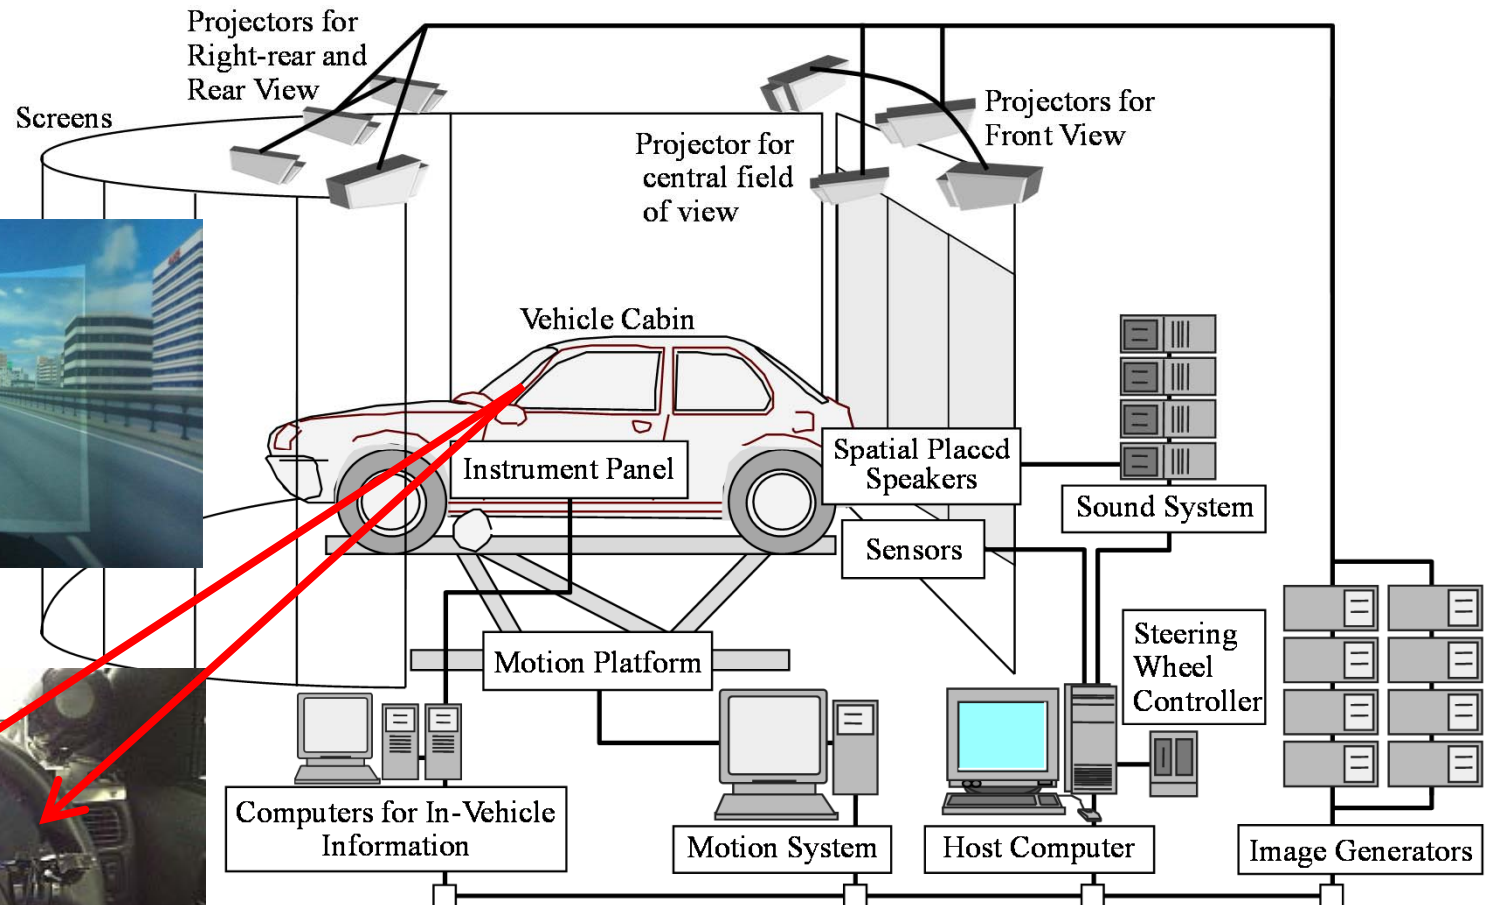 Projectors for
Right-rear and
Rear View
Screens
Projectors for
Front View
Projector for
central field
of view
Vehicle Cabin
Instrument Panel
Spatial Placed
Speakers
Sound System
Sensors
Motion Platform
Steering
Wheel
Controller
Computers for In-Vehicle
Information
Motion System
Host Computer
Image Generators